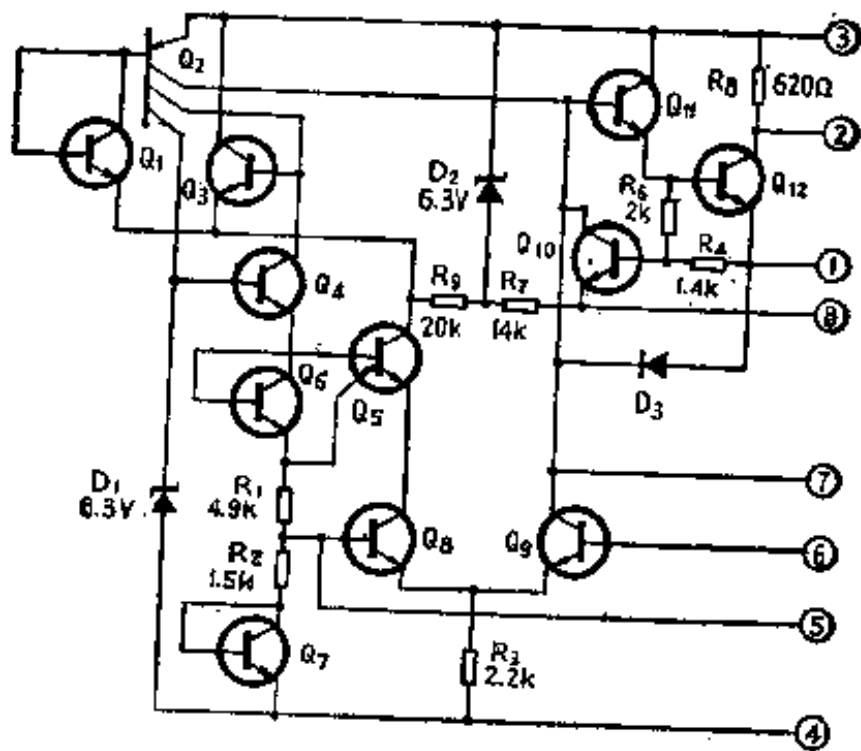 Q2
③
R8
620Ω
Q11
②
Q1
Q3
D2
6.3V
Q12
R6
2k
Q10
R4
1.4k
①
Q4
R9
20k
R7
14k
⑧
Q6
Q5
D3
D1
6.3V
R1
4.9k
⑦
Q8
Q9
⑥
R2
1.5k
⑤
Q7
R3
2.2k
④